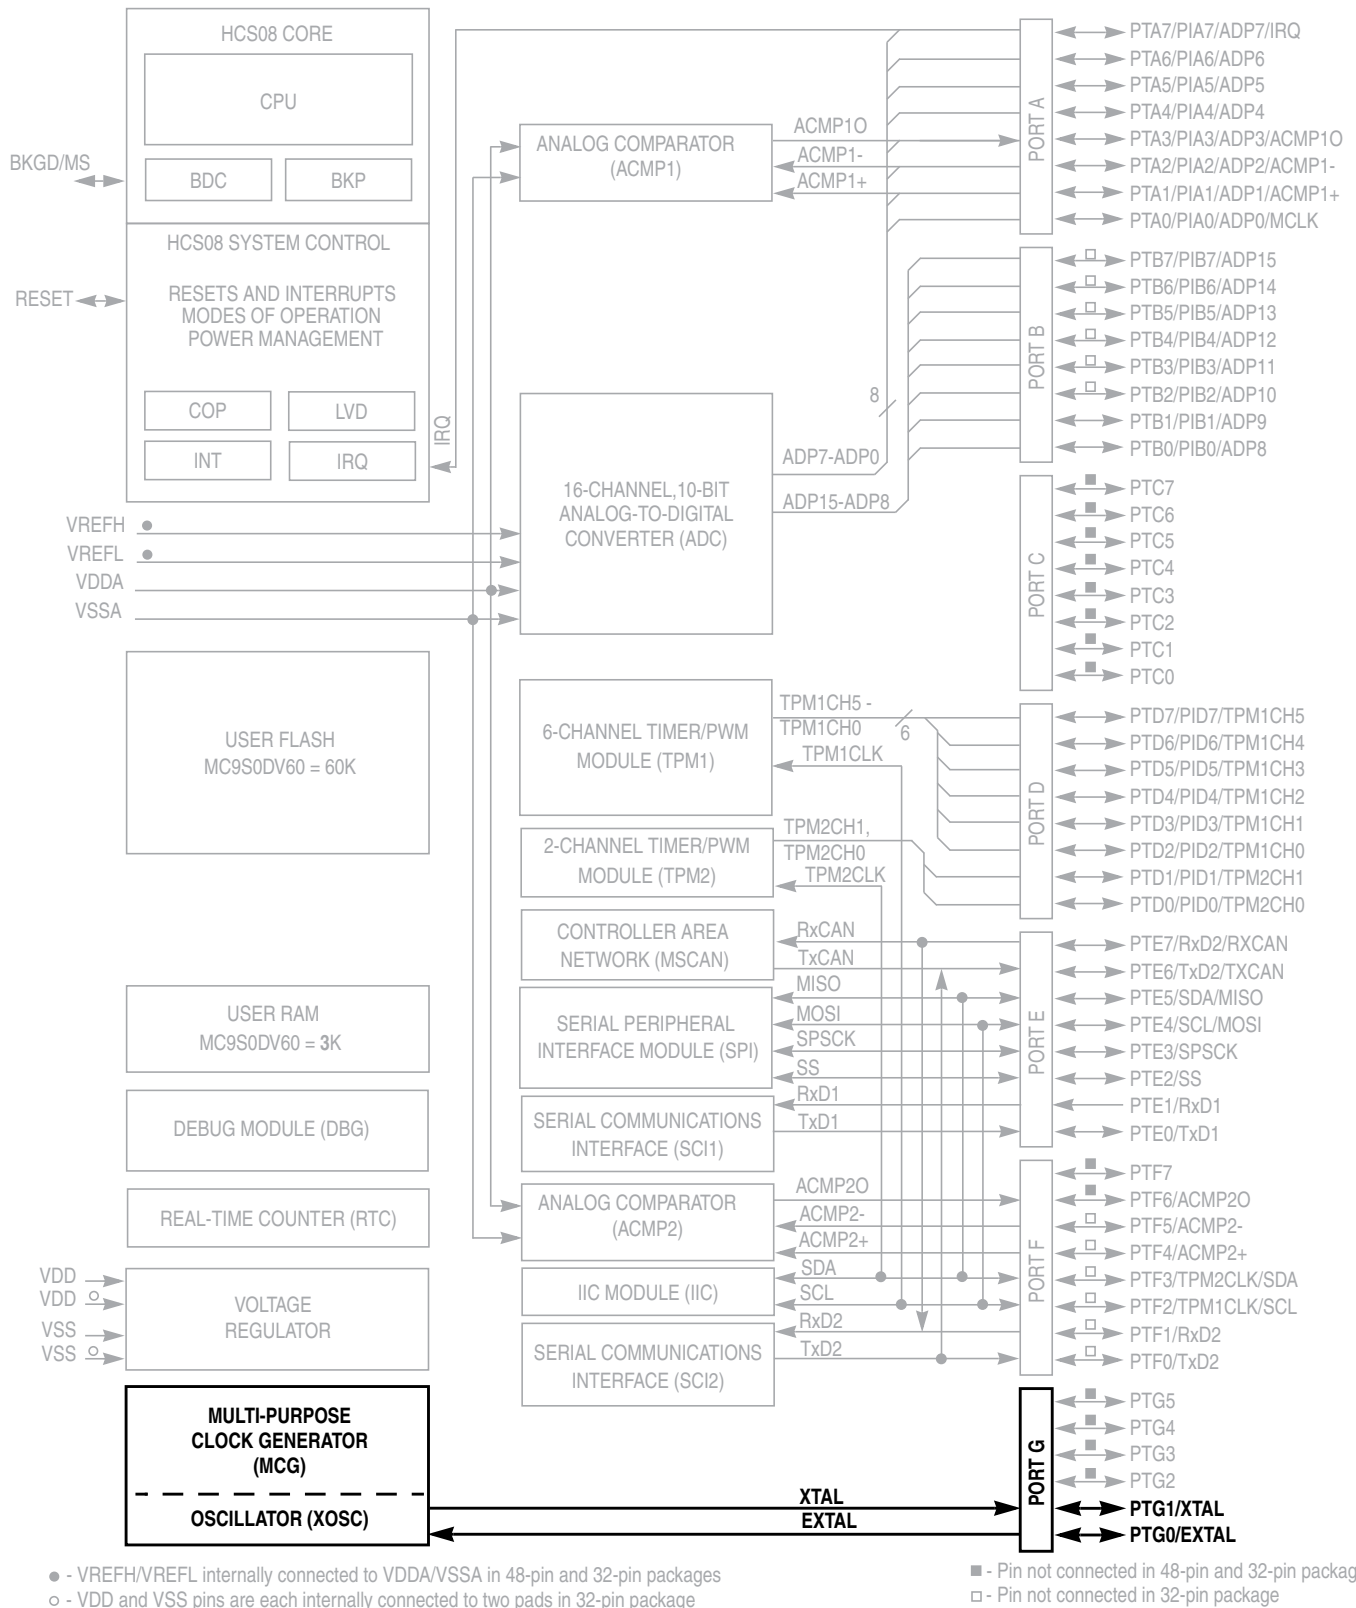 HCS08 CORE
CPU
BDC
BKP
BKGD/MS
HCS08 SYSTEM CONTROL
RESETS AND INTERRUPTS
MODES OF OPERATION
POWER MANAGEMENT
COP
LVD
INT
IRQ
RESET
IRQ
VREFH
VREFL
VDDA
VSSA
USER FLASH
MC9S0DV60 = 60K
USER RAM
MC9S0DV60 = 3K
DEBUG MODULE (DBG)
REAL-TIME COUNTER (RTC)
VDD
VDD
VSS
VSS
VOLTAGE
REGULATOR
MULTI-PURPOSE
CLOCK GENERATOR
(MCG)
OSCILLATOR (XOSC)
ANALOG COMPARATOR
(ACMP1)
ACMP1O
ACMP1-
ACMP1+
16-CHANNEL,10-BIT
ANALOG-TO-DIGITAL
CONVERTER (ADC)
8
ADP7-ADP0
ADP15-ADP8
6-CHANNEL TIMER/PWM
MODULE (TPM1)
TPM1CH5 -
TPM1CH0
6
TPM1CLK
2-CHANNEL TIMER/PWM
MODULE (TPM2)
TPM2CH1,
TPM2CH0
TPM2CLK
CONTROLLER AREA
NETWORK (MSCAN)
RxCAN
TxCAN
SERIAL PERIPHERAL
INTERFACE MODULE (SPI)
MISO
MOSI
SPSCK
SS
SERIAL COMMUNICATIONS
INTERFACE (SCI1)
RxD1
TxD1
ANALOG COMPARATOR
(ACMP2)
ACMP2O
ACMP2-
ACMP2+
IIC MODULE (IIC)
SDA
SCL
SERIAL COMMUNICATIONS
INTERFACE (SCI2)
RxD2
TxD2
XTAL
EXTAL
PORT A
PTA7/PIA7/ADP7/IRQ
PTA6/PIA6/ADP6
PTA5/PIA5/ADP5
PTA4/PIA4/ADP4
PTA3/PIA3/ADP3/ACMP1O
PTA2/PIA2/ADP2/ACMP1-
PTA1/PIA1/ADP1/ACMP1+
PTA0/PIA0/ADP0/MCLK
PORT B
PTB7/PIB7/ADP15
PTB6/PIB6/ADP14
PTB5/PIB5/ADP13
PTB4/PIB4/ADP12
PTB3/PIB3/ADP11
PTB2/PIB2/ADP10
PTB1/PIB1/ADP9
PTB0/PIB0/ADP8
PORT C
PTC7
PTC6
PTC5
PTC4
PTC3
PTC2
PTC1
PTC0
PORT D
PTD7/PID7/TPM1CH5
PTD6/PID6/TPM1CH4
PTD5/PID5/TPM1CH3
PTD4/PID4/TPM1CH2
PTD3/PID3/TPM1CH1
PTD2/PID2/TPM1CH0
PTD1/PID1/TPM2CH1
PTD0/PID0/TPM2CH0
PORT E
PTE7/RxD2/RXCAN
PTE6/TxD2/TXCAN
PTE5/SDA/MISO
PTE4/SCL/MOSI
PTE3/SPSCK
PTE2/SS
PTE1/RxD1
PTE0/TxD1
PORT F
PTF7
PTF6/ACMP2O
PTF5/ACMP2-
PTF4/ACMP2+
PTF3/TPM2CLK/SDA
PTF2/TPM1CLK/SCL
PTF1/RxD2
PTF0/TxD2
PORT G
PTG5
PTG4
PTG3
PTG2
PTG1/XTAL
PTG0/EXTAL
● - VREFH/VREFL internally connected to VDDA/VSSA in 48-pin and 32-pin packages
○ - VDD and VSS pins are each internally connected to two pads in 32-pin package
■ - Pin not connected in 48-pin and 32-pin packag
□ - Pin not connected in 32-pin package